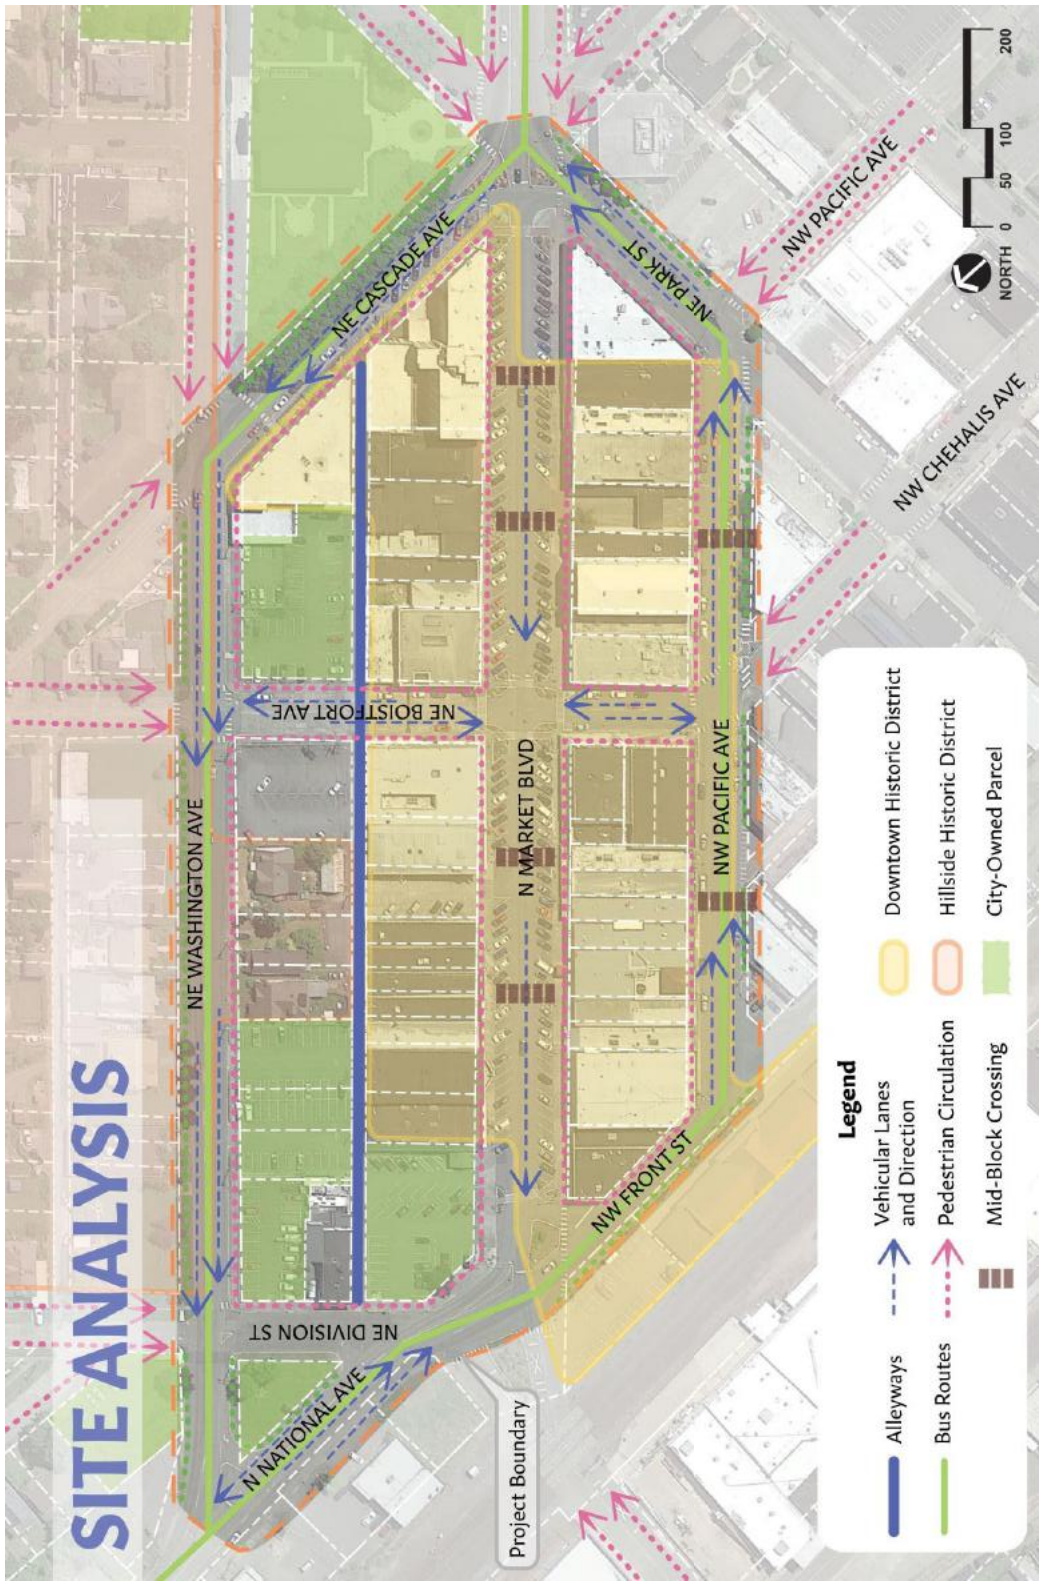 SITE ANALYSIS
NE WASHINGTON AVE
NE CASCADE AVE
NE BOISTFORT AVE
NE DIVISION ST
N NATIONAL AVE
N MARKET BLVD
NE PARK ST
NW PACIFIC AVE
NW FRONT ST
NW PACIFIC AVE
NW CHEHALIS AVE
Project Boundary
NORTH
0 50 100 200
Legend
Alleyways
Bus Routes
Vehicular Lanes
and Direction
Pedestrian Circulation
Mid-Block Crossing
Downtown Historic District
Hillside Historic District
City-Owned Parcel